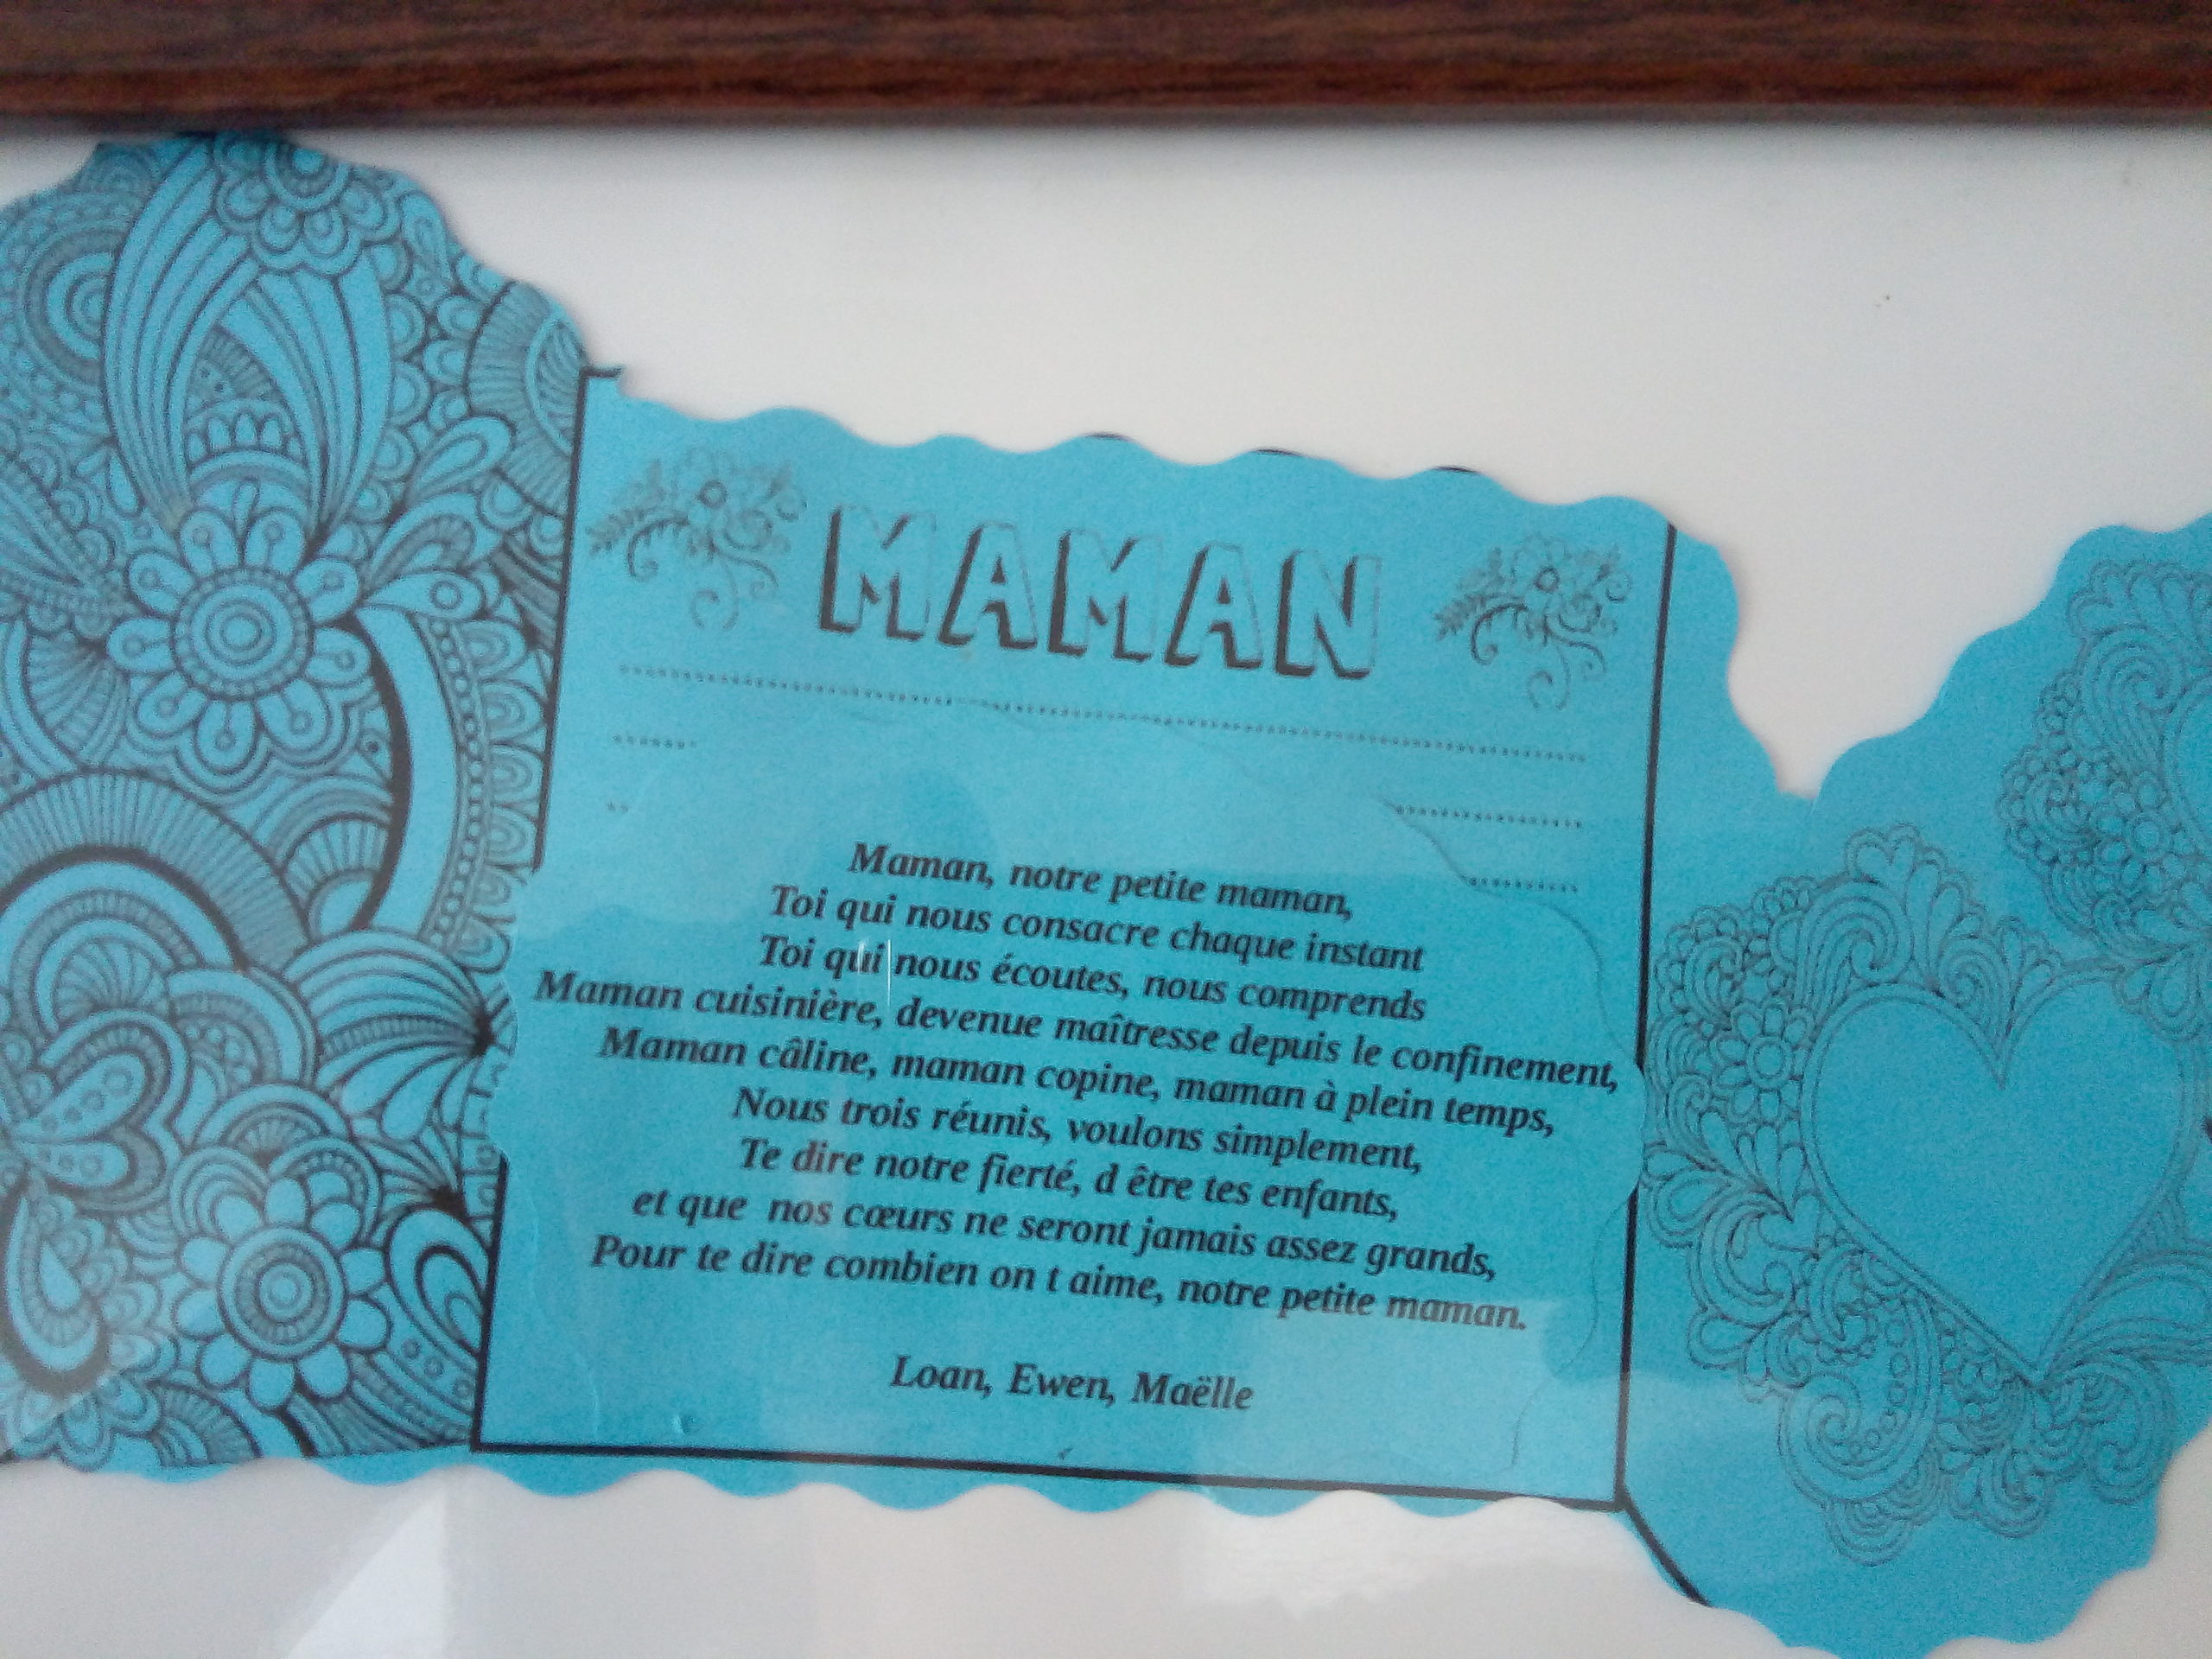 MAMAN
Maman, notre petite maman,
Toi qui nous consacre chaque instant
Toi qui nous écoutes, nous comprends
Maman cuisinière, devenue maîtresse depuis le confinement,
Maman câline, maman copine, maman à plein temps,
Nous trois réunis, voulons simplement,
Te dire notre fierté, d être tes enfants,
et que nos cœurs ne seront jamais assez grands,
Pour te dire combien on t aime, notre petite maman.
Loan, Ewen, Maëlle